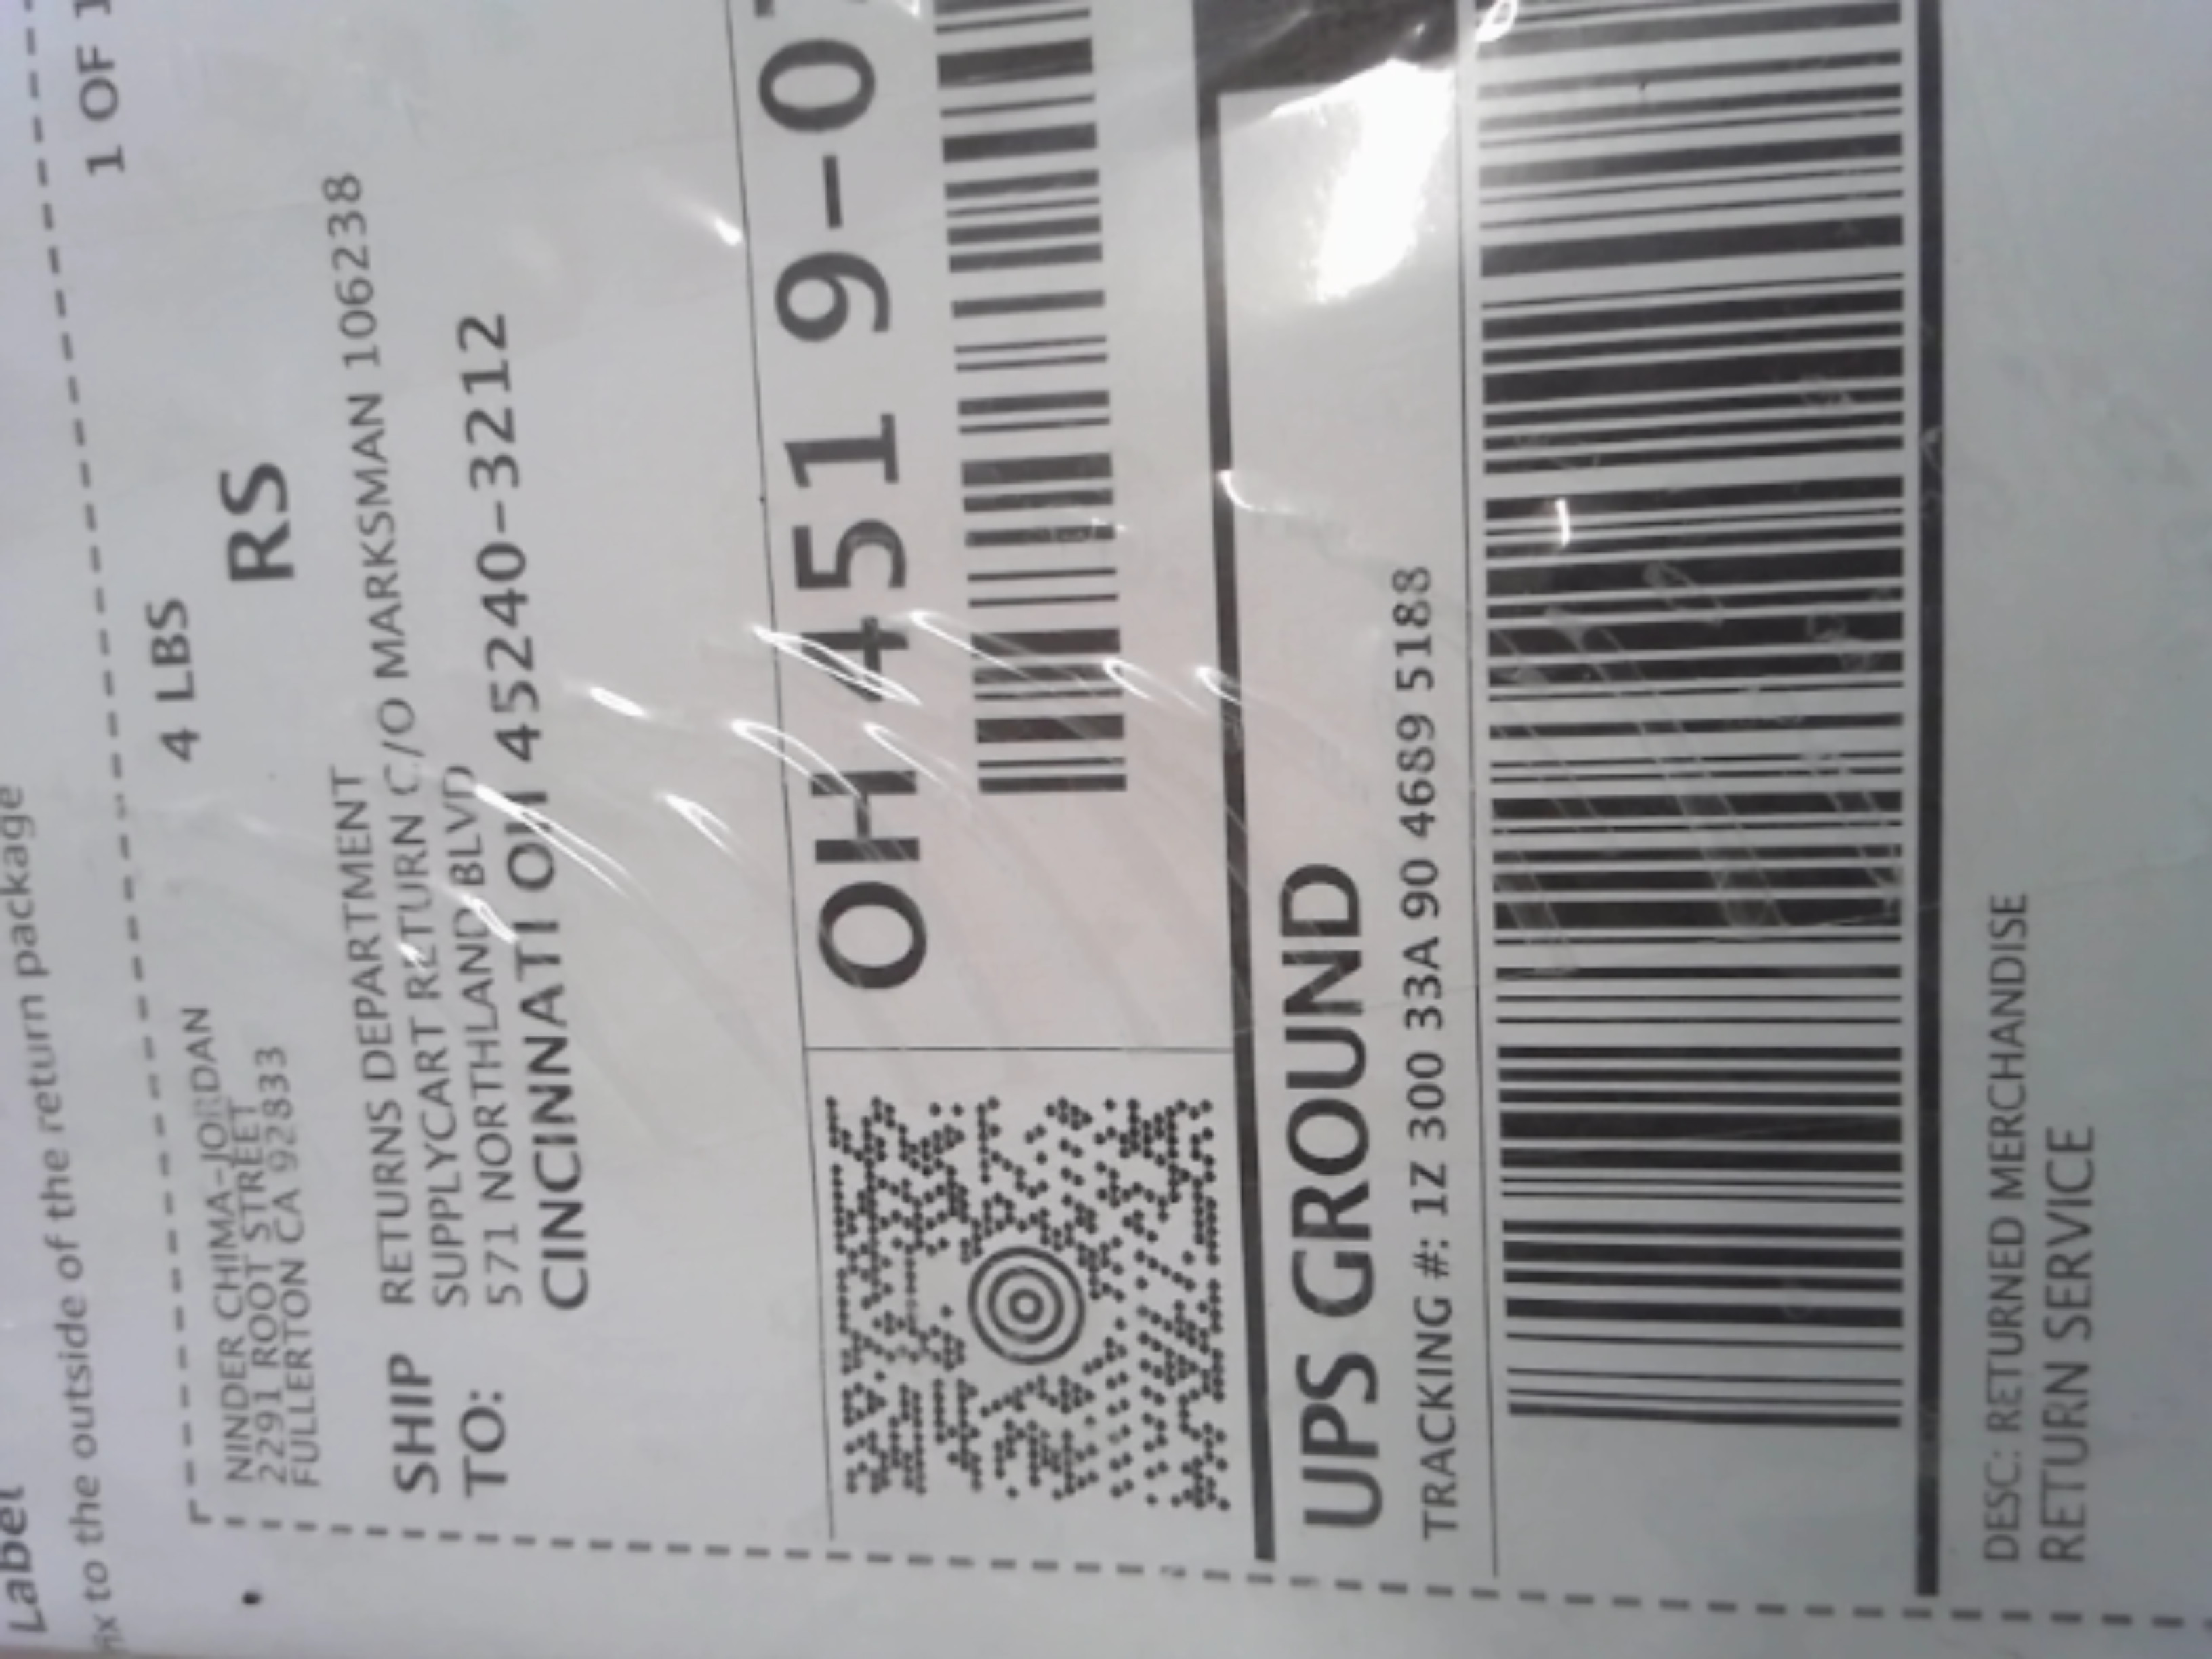 Label
to the outside of the return package
4 LBS
1 OF 1
NINDER CHIMA-JORDAN
2291 ROOT STREET
FULLERTON CA 92833
RS
SHIP
TO:
RETURNS DEPARTMENT
SUPPLYCART RETURN C/O MARKSMAN 106238
571 NORTHLAND BLVD
CINCINNATI OH 45240-3212
OH 451 9-0
UPS GROUND
TRACKING #: 1Z 300 33A 90 4689 5188
DESC: RETURNED MERCHANDISE
RETURN SERVICE